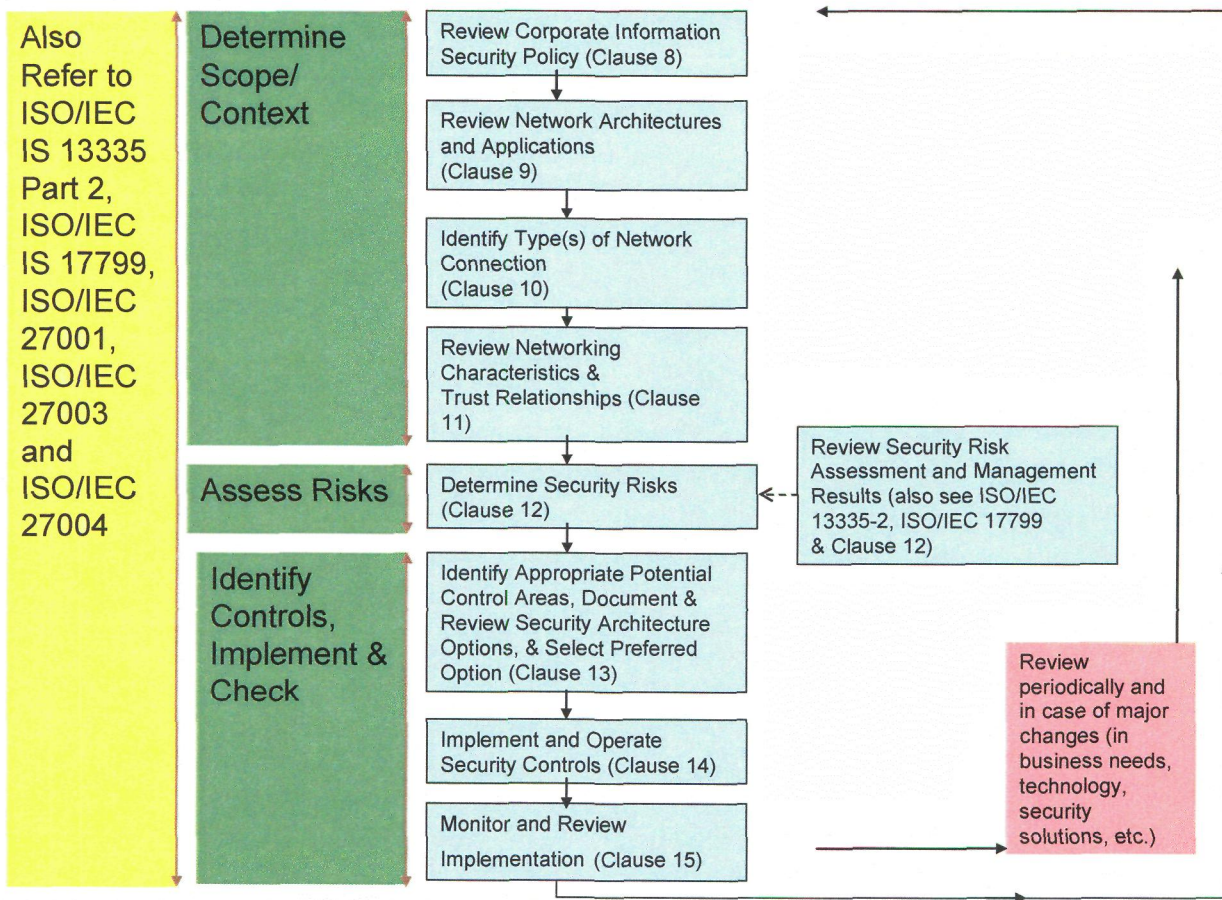 Also
Refer to
ISO/IEC
IS 13335
Part 2,
ISO/IEC
IS 17799,
ISO/IEC
27001,
ISO/IEC
27003
and
ISO/IEC
27004
Determine
Scope/
Context
Assess Risks
Identify
Controls,
Implement &
Check
Review Corporate Information
Security Policy (Clause 8)
Review Network Architectures
and Applications
(Clause 9)
Identify Type(s) of Network
Connection
(Clause 10)
Review Networking
Characteristics &
Trust Relationships (Clause
11)
Determine Security Risks
(Clause 12)
Review Security Risk
Assessment and Management
Results (also see ISO/IEC
13335-2, ISO/IEC 17799
& Clause 12)
Identify Appropriate Potential
Control Areas, Document &
Review Security Architecture
Options, & Select Preferred
Option (Clause 13)
Implement and Operate
Security Controls (Clause 14)
Monitor and Review
Implementation (Clause 15)
Review
periodically and
in case of major
changes (in
business needs,
technology,
security
solutions, etc.)